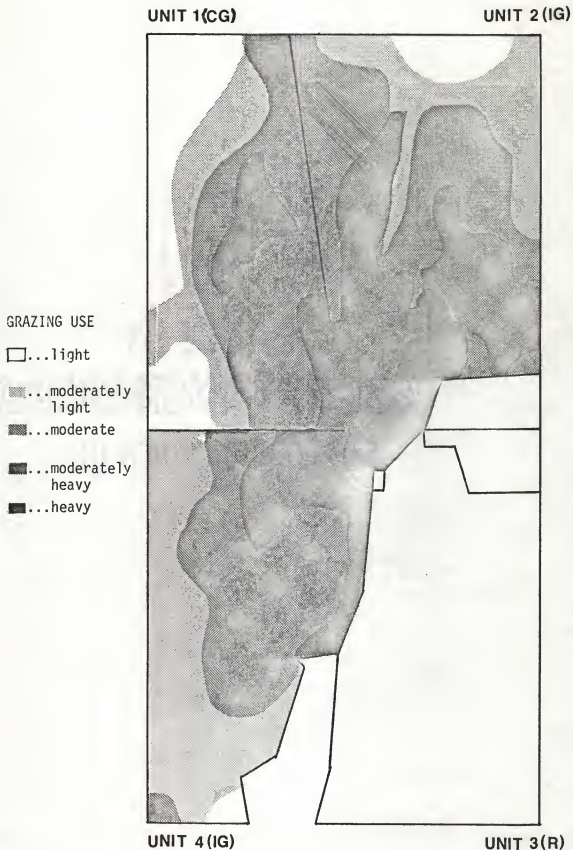 UNIT 1(CG)
UNIT 2(IG)
GRAZING USE
...light
...moderately
light
...moderate
...moderately
heavy
...heavy
UNIT 4(IG)
UNIT 3(R)